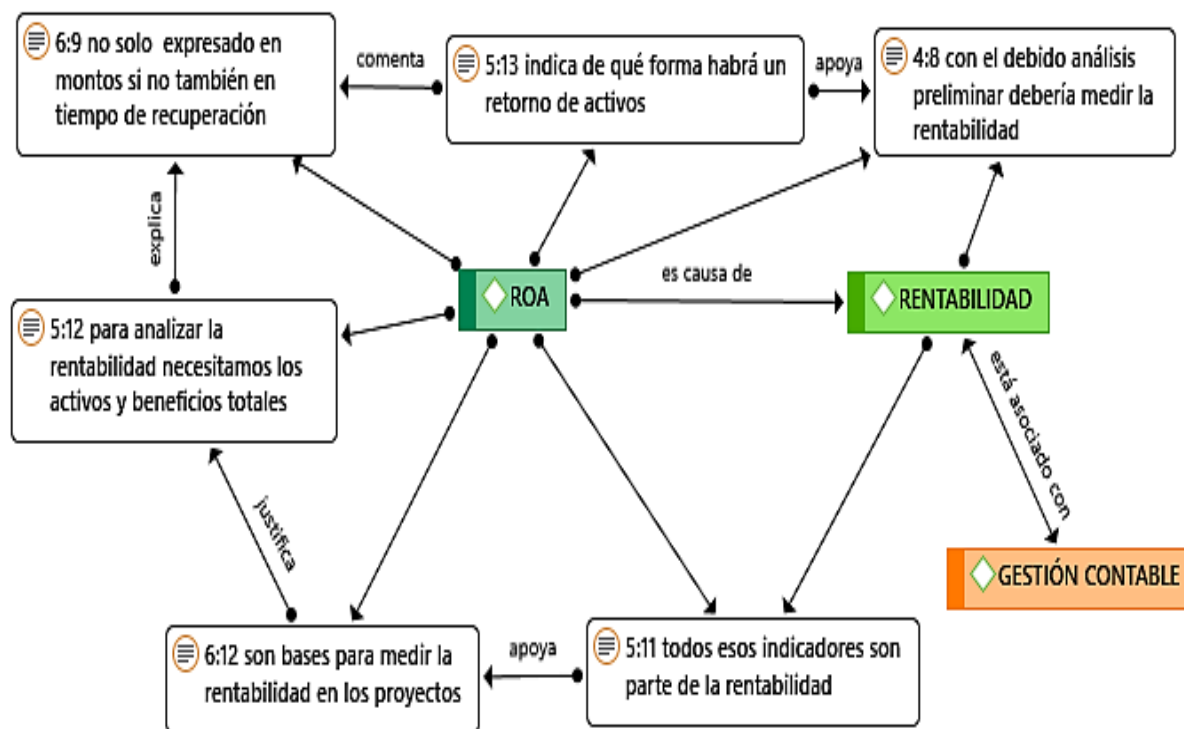 6:9 no solo expresado en
montos si no también en
tiempo de recuperación
comenta
5:13 indica de qué forma habrá un
retorno de activos
apoya
4:8 con el debido análisis
preliminar debería medir la
rentabilidad
explica
ROA
es causa de
RENTABILIDAD
5:12 para analizar la
rentabilidad necesitamos los
activos y beneficios totales
está asociado con
justifica
GESTIÓN CONTABLE
6:12 son bases para medir la
rentabilidad en los proyectos
apoya
5:11 todos esos indicadores son
parte de la rentabilidad